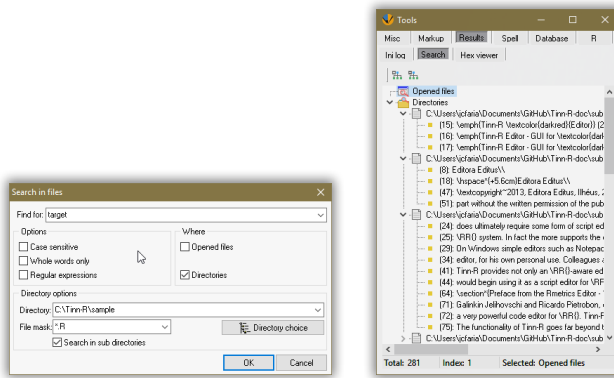 Search in files
Find for: target
Options
Case sensitive
Whole words only
Regular expressions
Where
Opened files
Directories
Directory options
Directory: C:\Tinn-R\sample
File mask: *.R
Directory choice
Search in sub directories
OK Cancel
Tools
Misc Markup Results Spell Database R
Ini log Search Hex viewer
Opened files
Directories
C:\Users\jcfaria\Documents\GitHub\Tinn-R-doc\sub
(15): \emph{Tinn-R \textcolor{darkred}{Editor}} (2
(16): \emph{Tinn-R Editor - GUI for \textcolor{dark
(17): \emph{Tinn-R Editor - GUI for \textcolor{dark
C:\Users\jcfaria\Documents\GitHub\Tinn-R-doc\sub
(8): Editora Editus\\
(18): \hspace*{+5.6cm}Editora Editus\\
(47): \textcopyright~2013, Editora Editus, Ilhéus, 2
(51): part without the written permission of the pub
C:\Users\jcfaria\Documents\GitHub\Tinn-R-doc\sub
(24): does ultimately require some form of script ed
(25): \RR{} system. In fact the more supports the
(29): On Windows simple editors such as Notepad
(34): editor, for his own personal use. Colleagues a
(41): Tinn-R provides not only an \RR{}-aware ed
(44): would begin using it as a script editor for \RR
(64): \section*{Preface from the Rmetrics Editor -
(71): Galinkin Jelihovschi and Ricardo Pietrobon,
(72): a very powerful code editor for \RR{}. Tinn-F
(75): The functionality of Tinn-R goes far beyond t
C:\Users\jcfaria\Documents\GitHub\Tinn-R-doc\sub
Total: 281 Index: 1 Selected: Opened files